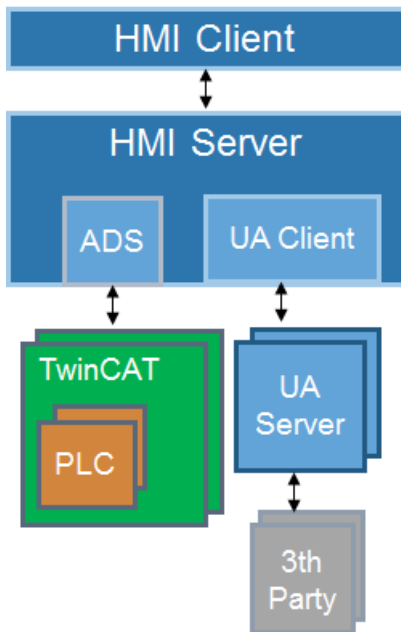 HMI Client
HMI Server
ADS
UA Client
TwinCAT
PLC
UA
Server
3th
Party